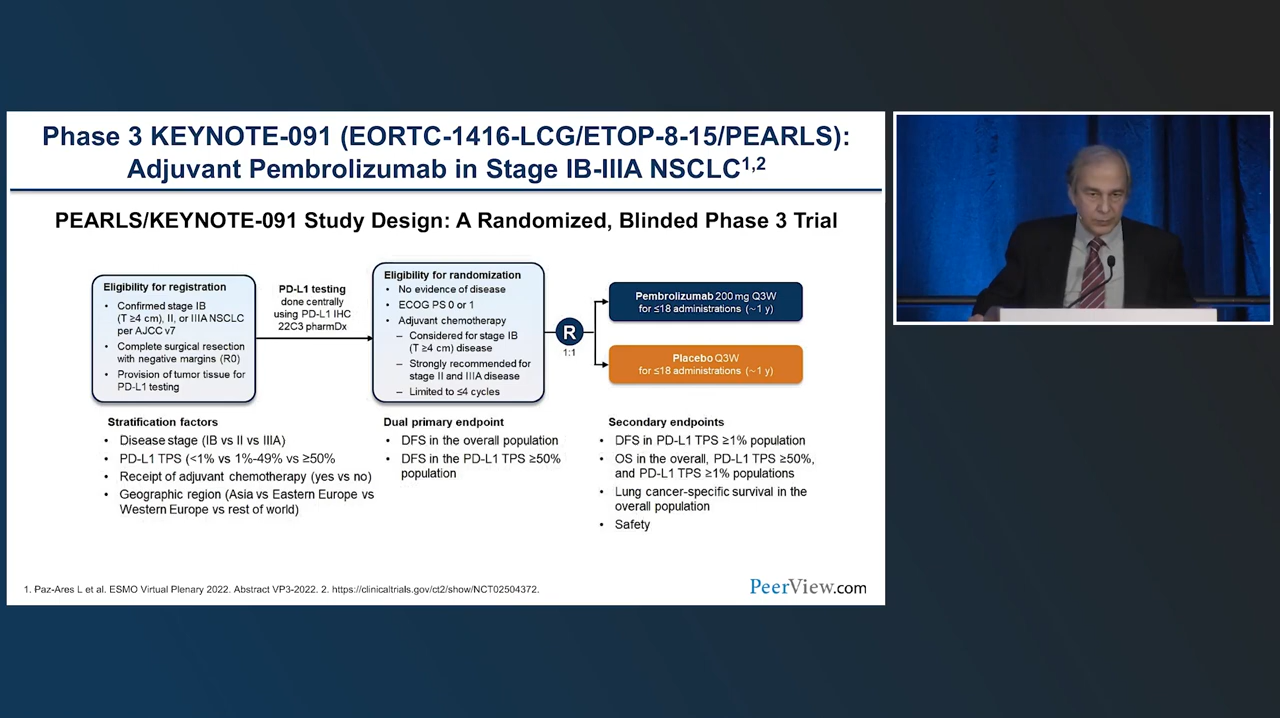 Phase 3 KEYNOTE-091 (EORTC-1416-LCG/ETOP-8-15/PEARLS):
Adjuvant Pembrolizumab in Stage IB-IIIA NSCLC1,2
PEARLS/KEYNOTE-091 Study Design: A Randomized, Blinded Phase 3 Trial
Eligibility for registration
• Confirmed stage IB
(T ≥4 cm), II, or IIIA NSCLC
per AJCC v7
• Complete surgical resection
with negative margins (R0)
• Provision of tumor tissue for
PD-L1 testing
PD-L1 testing
done centrally
using PD-L1 IHC
22C3 pharmDx
Eligibility for randomization
• No evidence of disease
• ECOG PS 0 or 1
• Adjuvant chemotherapy
– Considered for stage IB
(T ≥4 cm) disease
– Strongly recommended for
stage II and IIIA disease
– Limited to ≤4 cycles
R
1:1
Pembrolizumab 200 mg Q3W
for ≤18 administrations (~1 y)
Placebo Q3W
for ≤18 administrations (~1 y)
Stratification factors
• Disease stage (IB vs II vs IIIA)
• PD-L1 TPS (<1% vs 1%-49% vs ≥50%
• Receipt of adjuvant chemotherapy (yes vs no)
• Geographic region (Asia vs Eastern Europe vs
Western Europe vs rest of world)
Dual primary endpoint
• DFS in the overall population
• DFS in the PD-L1 TPS ≥50%
population
Secondary endpoints
• DFS in PD-L1 TPS ≥1% population
• OS in the overall, PD-L1 TPS ≥50%,
and PD-L1 TPS ≥1% populations
• Lung cancer-specific survival in the
overall population
• Safety
1. Paz-Ares L et al. ESMO Virtual Plenary 2022. Abstract VP3-2022. 2. https://clinicaltrials.gov/ct2/show/NCT02504372.
PeerView.com